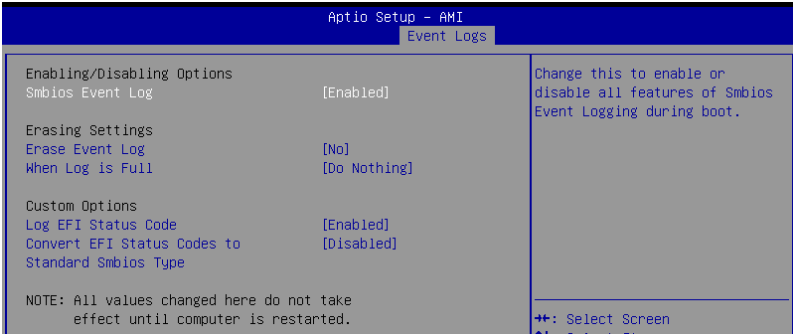 Aptio Setup – AMI
Event Logs
Enabling/Disabling Options
Smbios Event Log [Enabled]
Erasing Settings
Erase Event Log [No]
When Log is Full [Do Nothing]
Custom Options
Log EFI Status Code [Enabled]
Convert EFI Status Codes to [Disabled]
Standard Smbios Type
NOTE: All values changed here do not take
effect until computer is restarted.
Change this to enable or
disable all features of Smbios
Event Logging during boot.
→←: Select Screen